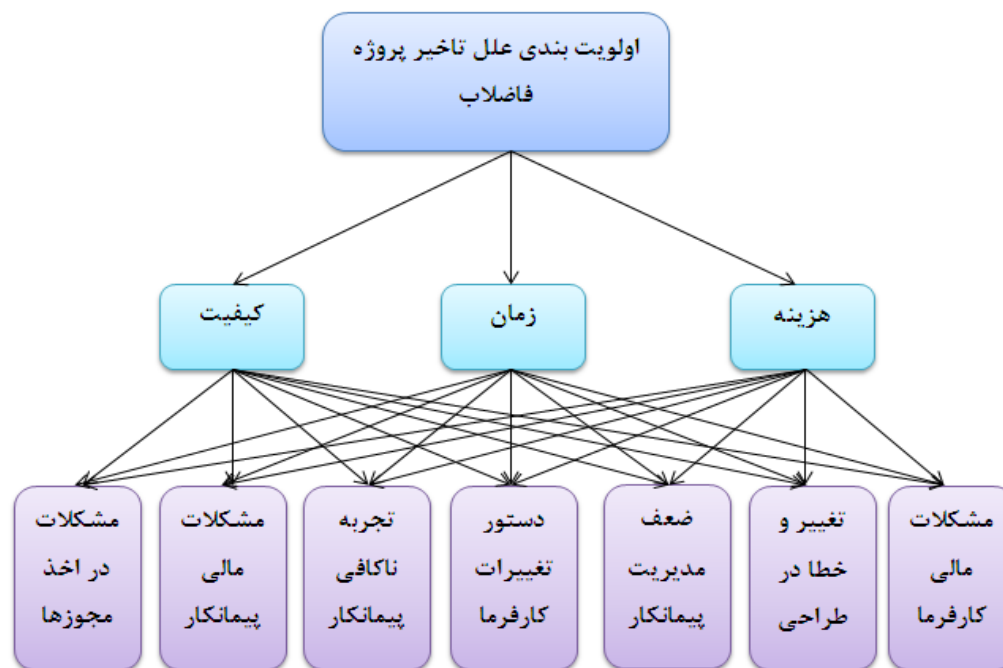 اولویت بندی علل تاخیر پروژه
فاضلاب
هزینه
زمان
کیفیت
مشکلات
مالی
کارفرما
تغییر و
خطا در
طراحی
ضعف
مدیریت
پیمانکار
دستور
تغییرات
کارفرما
تجربه
ناکافی
پیمانکار
مشکلات
مالی
پیمانکار
مشکلات
در اخذ
مجوزها